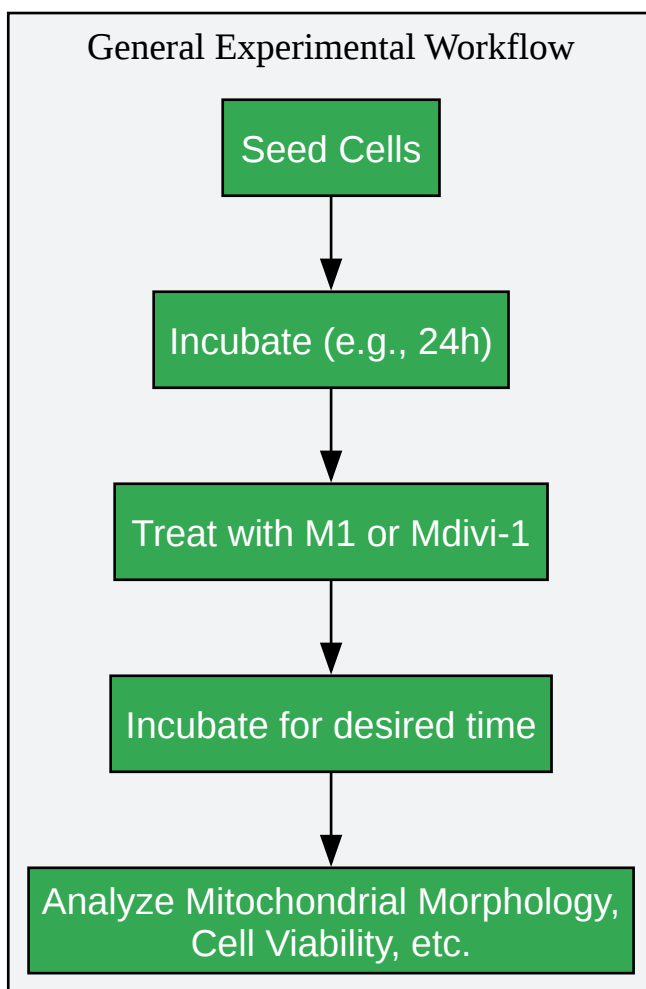 General Experimental Workflow
Seed Cells
Incubate (e.g., 24h)
Treat with M1 or Mdivi-1
Incubate for desired time
Analyze Mitochondrial Morphology,
Cell Viability, etc.